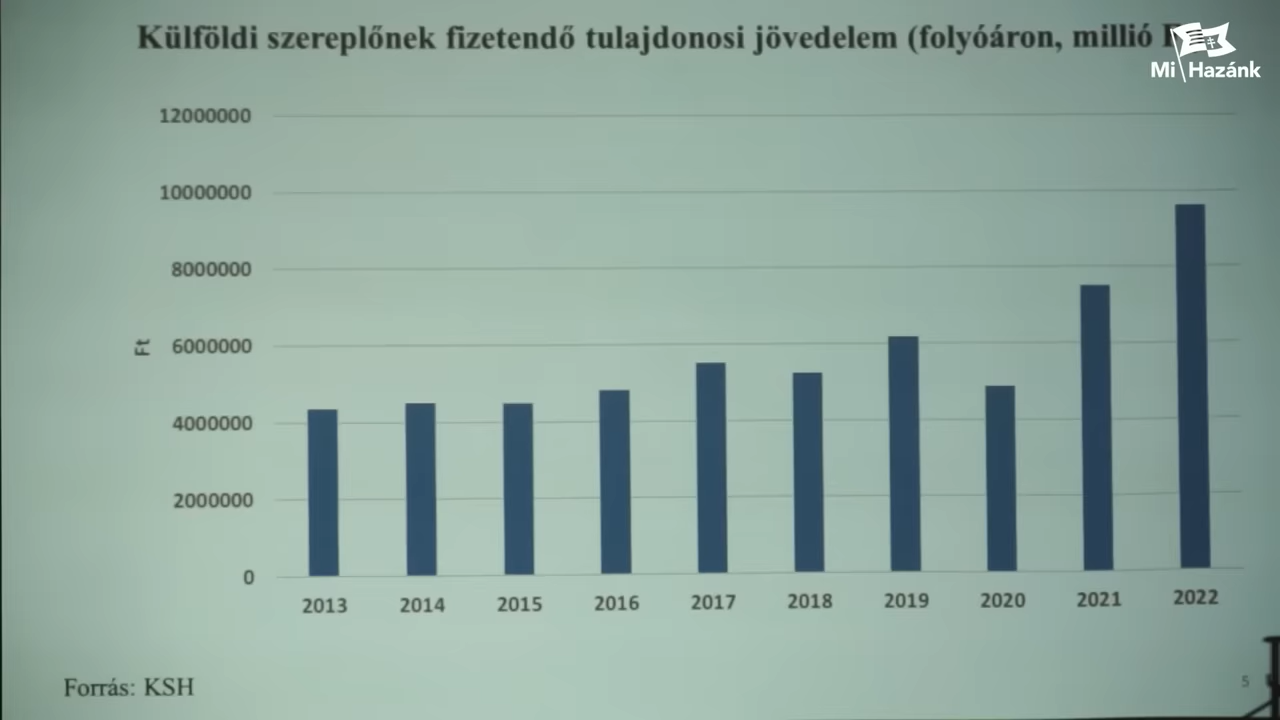 Külföldi szereplőnek fizetendő tulajdonosi jövedelem (folyóáron, millió
Mi Hazánk
12000000
10000000
8000000
Ft
6000000
4000000
2000000
0
2013 2014 2015 2016 2017 2018 2019 2020 2021 2022
Forrás: KSH
5